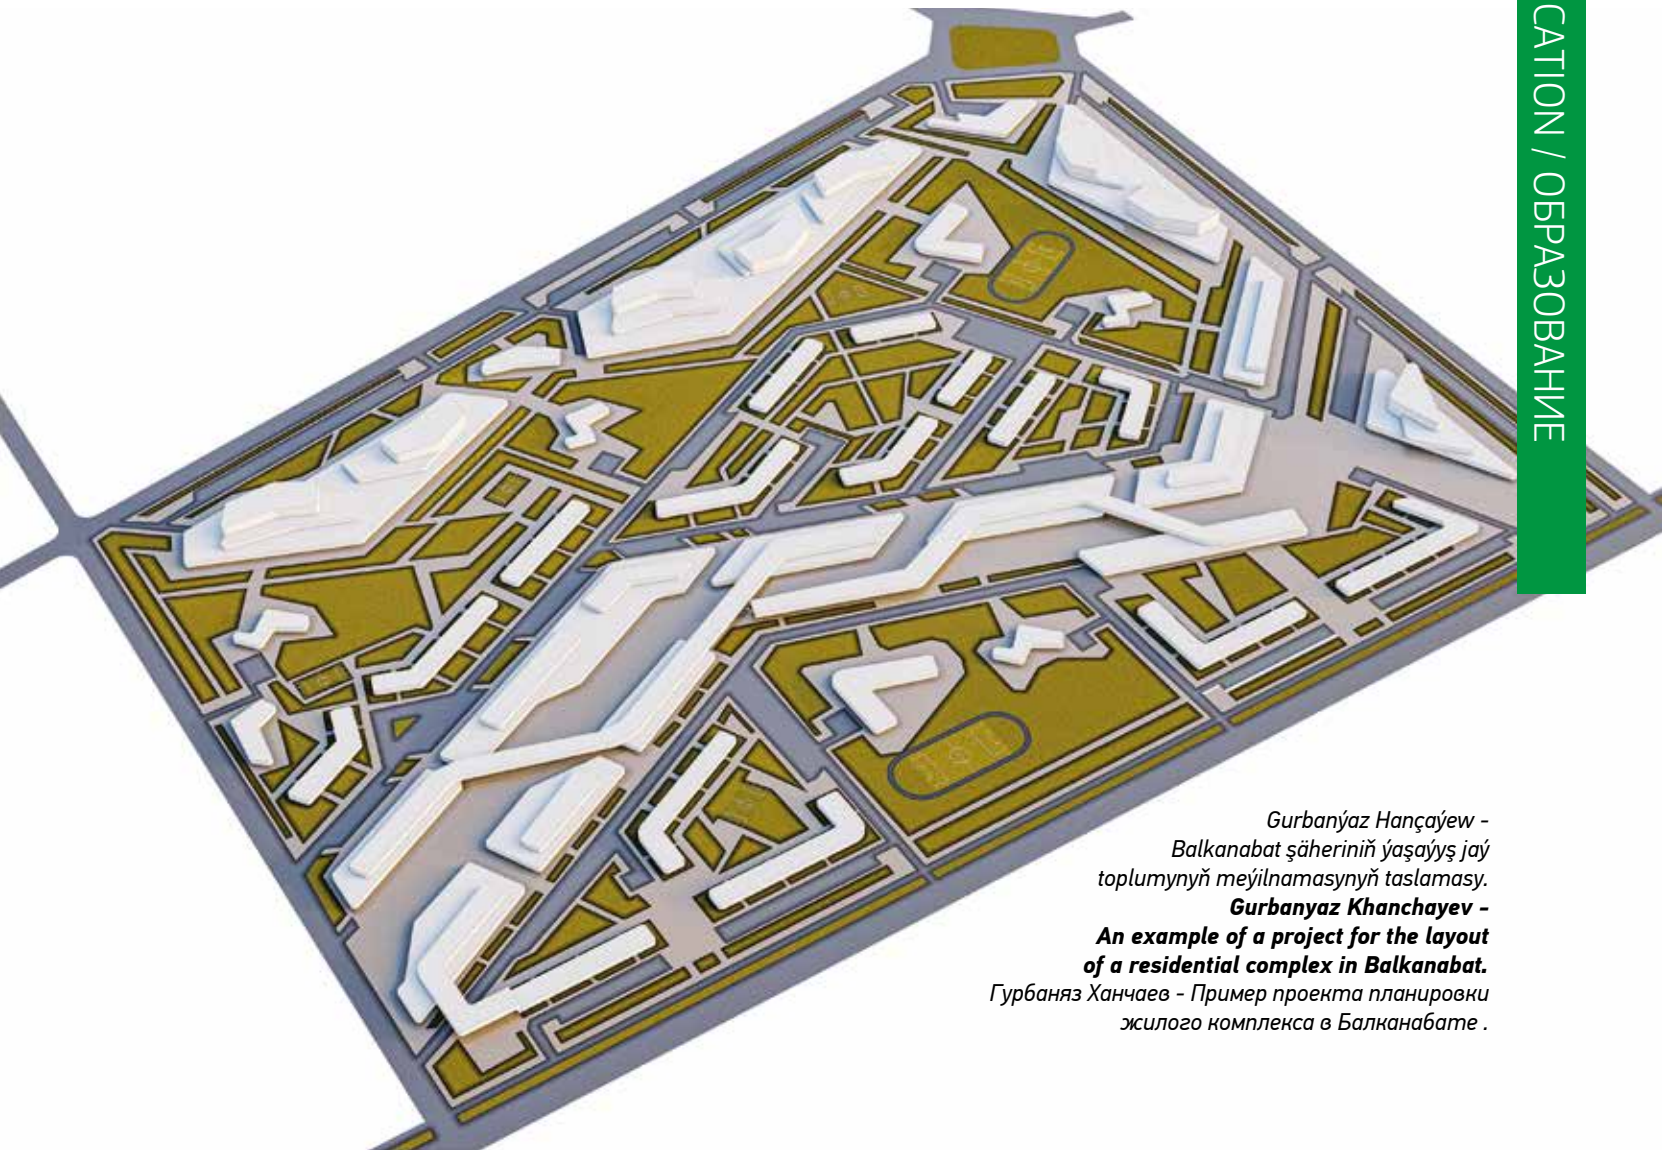 CATION / ОБРАЗОВАНИЕ
Gurbanýaz Hançaýew -
Balkanabat şäheriniň ýaşaýyş jaý
toplumynyň meýilnamasynyň taslamasy.
Gurbanyaz Khanchayev -
An example of a project for the layout
of a residential complex in Balkanabat.
Гурбаняз Ханчаев - Пример проекта планировки
жилого комплекса в Балканабате .